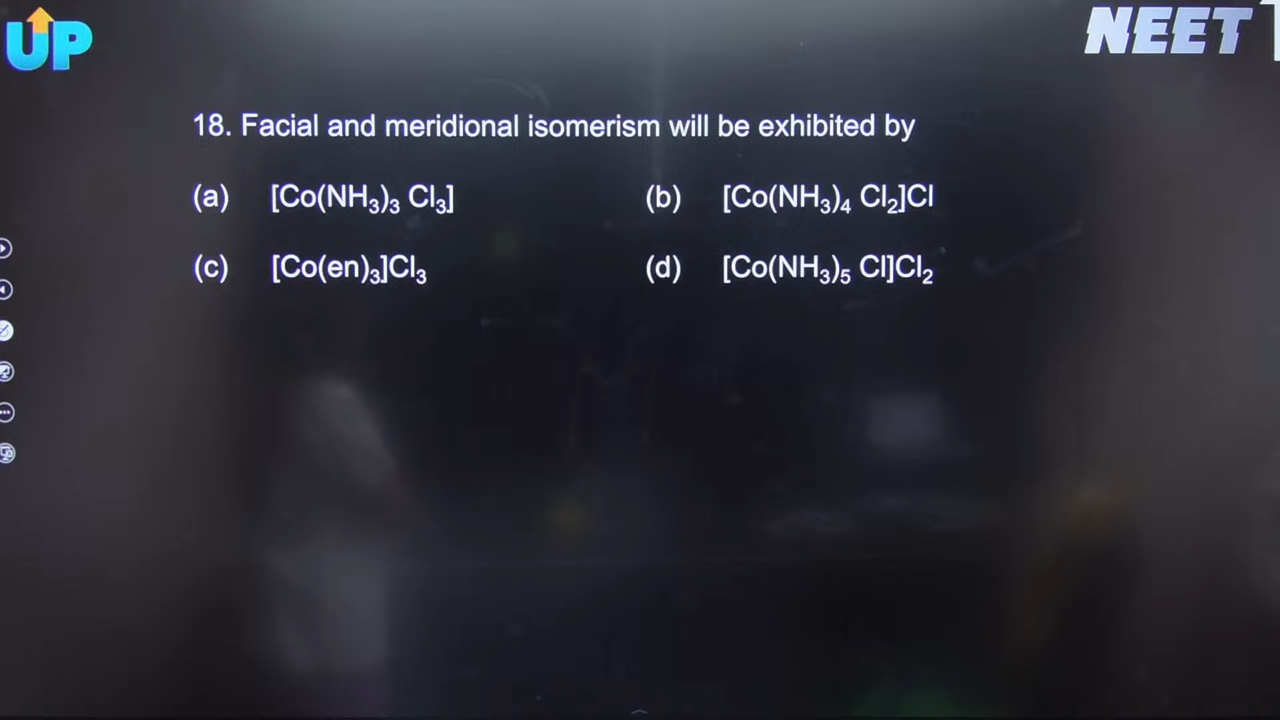 UP
NEET
18. Facial and meridional isomerism will be exhibited by
(a) [Co(NH₃)₃ Cl₃] (b) [Co(NH₃)₄ Cl₂]Cl
(c) [Co(en)₃]Cl₃ (d) [Co(NH₃)₅ Cl]Cl₂